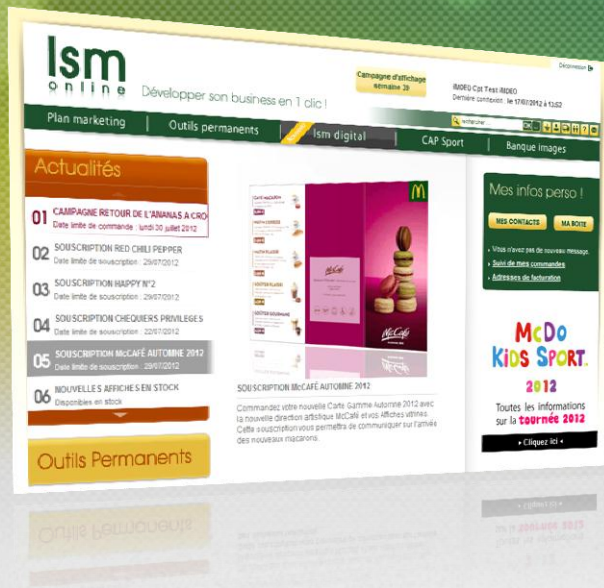 lsm
online
Développer son business en 1 clic !
Campagne d'affichage
semaine 29
Déconnexion
iMDEO Cpt Test iMDEO
Dernière connexion : le 17/07/2012 à 13:52
rechercher
Plan marketing
Outils permanents
lsm digital
CAP Sport
Banque images
Actualités
01 CAMPAGNE RETOUR DE L'ANANAS A CRO
Date limite de commande : lundi 30 juillet 2012
02 SOUSCRIPTION RED CHILI PEPPER
Date limite de souscription : 29/07/2012
03 SOUSCRIPTION HAPPY N°2
Date limite de souscription : 29/07/2012
04 SOUSCRIPTION CHEQUIERS PRIVILEGES
Date limite de souscription : 22/07/2012
05 SOUSCRIPTION McCAFÉ AUTOMNE 2012
Date limite de souscription : 29/07/2012
06 NOUVELLES AFFICHES EN STOCK
Disponibles en stock
Outils Permanents
McCafé
McCafé
SOUSCRIPTION McCAFÉ AUTOMNE 2012
Commandez votre nouvelle Carte Gamme Automne 2012 avec
la nouvelle direction artistique McCafé et vos Affiches vitrines.
Cette souscription vous permettra de communiquer sur l'arrivée
des nouveaux macarons.
Mes infos perso !
MES CONTACTS
MA BOITE
Vous n'avez pas de nouveau message.
Suivi de mes commandes
Adresses de facturation
McDo
KiDS SPORT.
2012
Toutes les informations
sur la tournée 2012
Cliquez ici